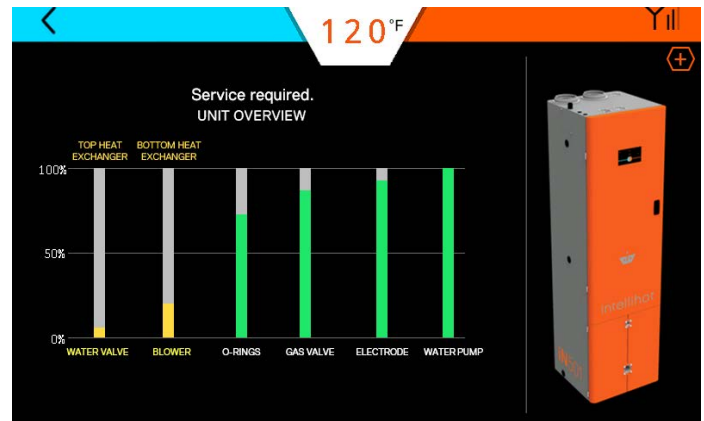 120°F
Service required.
UNIT OVERVIEW
TOP HEAT EXCHANGER
BOTTOM HEAT EXCHANGER
100%
50%
0%
WATER VALVE
BLOWER
O-RINGS
GAS VALVE
ELECTRODE
WATER PUMP
intellihot